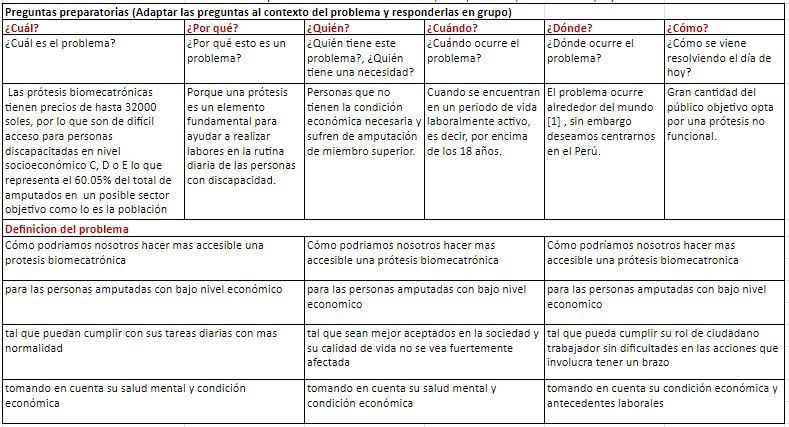 Preguntas preparatorias (Adaptar las preguntas al contexto del problema y responderlas en grupo)
¿Cuál?
¿Por qué?
¿Quién?
¿Cuándo?
¿Dónde?
¿Cómo?
¿Cuál es el problema?
¿Por qué esto es un
problema?
¿Quién tiene este
problema?, ¿Quién
tiene una necesidad?
¿Cuándo ocurre el
problema?
¿Dónde ocurre el
problema?
¿Cómo se viene
resolviendo el día de
hoy?
Las prótesis biomecatrónicas
tienen precios de hasta 32000
soles, por lo que son de difícil
acceso para personas
discapacitadas en nivel
socioeconómico C, D o E lo que
representa el 60.05% del total de
amputados en un posible sector
objetivo como lo es la población
Porque una prótesis
es un elemento
fundamental para
ayudar a realizar
labores en la rutina
diaria de las personas
con discapacidad.
Personas que no
tienen la condición
económica necesaria y
sufren de amputación
de miembro superior.
Cuando se encuentran
en un periodo de vida
laboralmente activo,
es decir, por encima
de los 18 años.
El problema ocurre
alrededor del mundo
[1] , sin embargo
deseamos centrarnos
en el Perú.
Gran cantidad del
público objetivo opta
por una prótesis no
funcional.
Definicion del problema
Cómo podriamos nosotros hacer mas accesible una
protesis biomecatrónica
Cómo podriamos nosotros hacer mas
accesible una prótesis biomecatrónica
Cómo podríamos nosotros hacer mas
accesible una prótesis biomecatronica
para las personas amputadas con bajo nivel económico
para las personas amputadas con bajo nivel
economico
para las personas amputadas con bajo nivel
economico
tal que puedan cumplir con sus tareas diarias con mas
normalidad
tal que sean mejor aceptados en la sociedad y
su calidad de vida no se vea fuertemente
afectada
tal que pueda cumplir su rol de ciudadano
trabajador sin dificultades en las acciones que
involucra tener un brazo
tomando en cuenta su salud mental y condición
económica
tomando en cuenta su salud mental y
condición económica
tomando en cuenta su condición económica y
antecedentes laborales